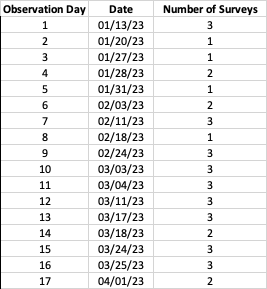 Observation Day Date Number of Surveys
1 01/13/23 3
2 01/20/23 1
3 01/27/23 1
4 01/28/23 2
5 01/31/23 1
6 02/03/23 2
7 02/11/23 3
8 02/18/23 1
9 02/24/23 3
10 03/03/23 3
11 03/04/23 3
12 03/11/23 3
13 03/17/23 3
14 03/18/23 2
15 03/24/23 3
16 03/25/23 3
17 04/01/23 2